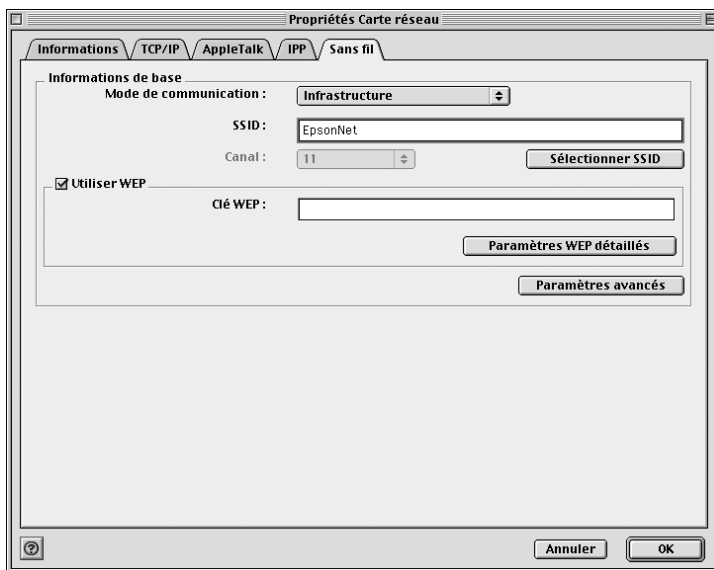 Propriétés Carte réseau
Informations TCP/IP AppleTalk IPP Sans fil
Informations de base
Mode de communication : Infrastructure
SSID : EpsonNet
Canal : 11 Sélectionner SSID
Utiliser WEP
Clé WEP :
Paramètres WEP détaillés
Paramètres avancés
? Annuler OK